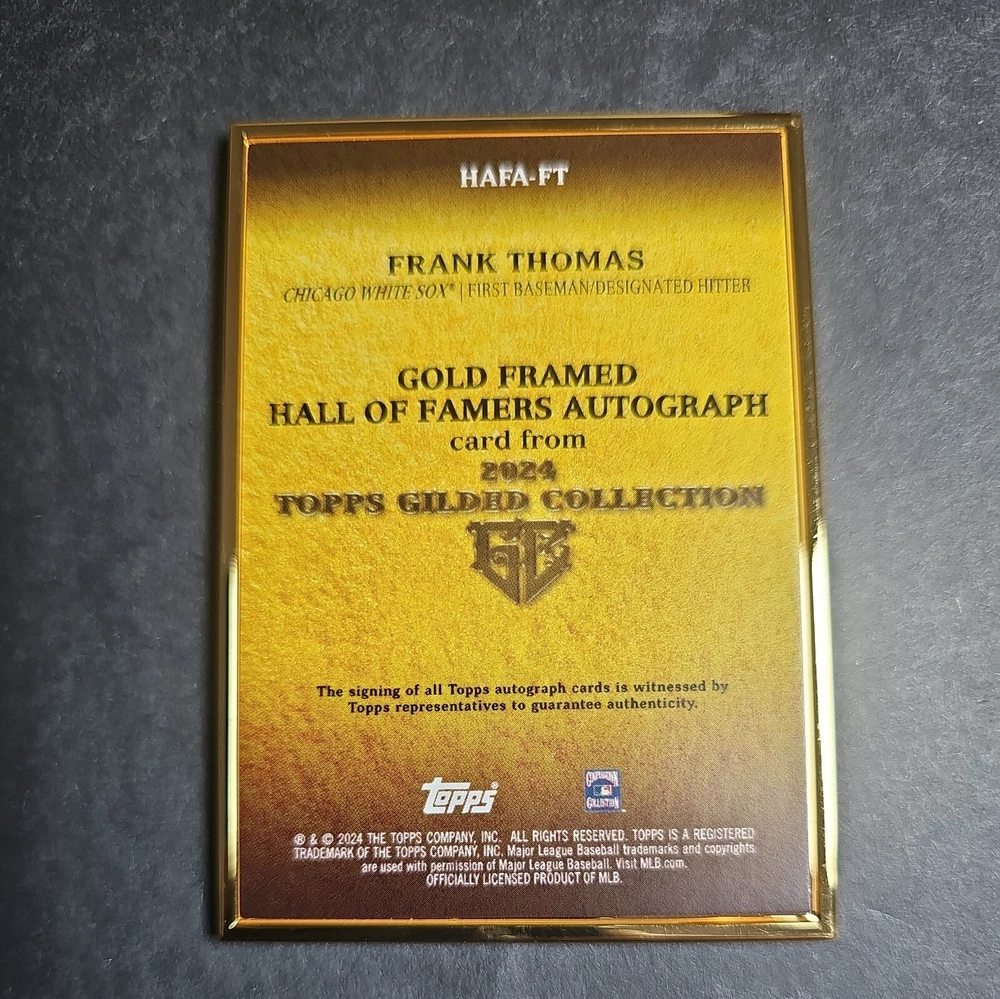 HAFA-FT
FRANK THOMAS
CHICAGO WHITE SOX® | FIRST BASEMAN/DESIGNATED HITTER
GOLD FRAMED
HALL OF FAMERS AUTOGRAPH
card from
2024
TOPPS GILDED COLLECTION
GC
The signing of all Topps autograph cards is witnessed by
Topps representatives to guarantee authenticity.
topps®
COOPERSTOWN
COLLECTION
® & © 2024 THE TOPPS COMPANY, INC. ALL RIGHTS RESERVED. TOPPS IS A REGISTERED
TRADEMARK OF THE TOPPS COMPANY, INC. Major League Baseball trademarks and copyrights
are used with permission of Major League Baseball. Visit MLB.com.
OFFICIALLY LICENSED PRODUCT OF MLB.